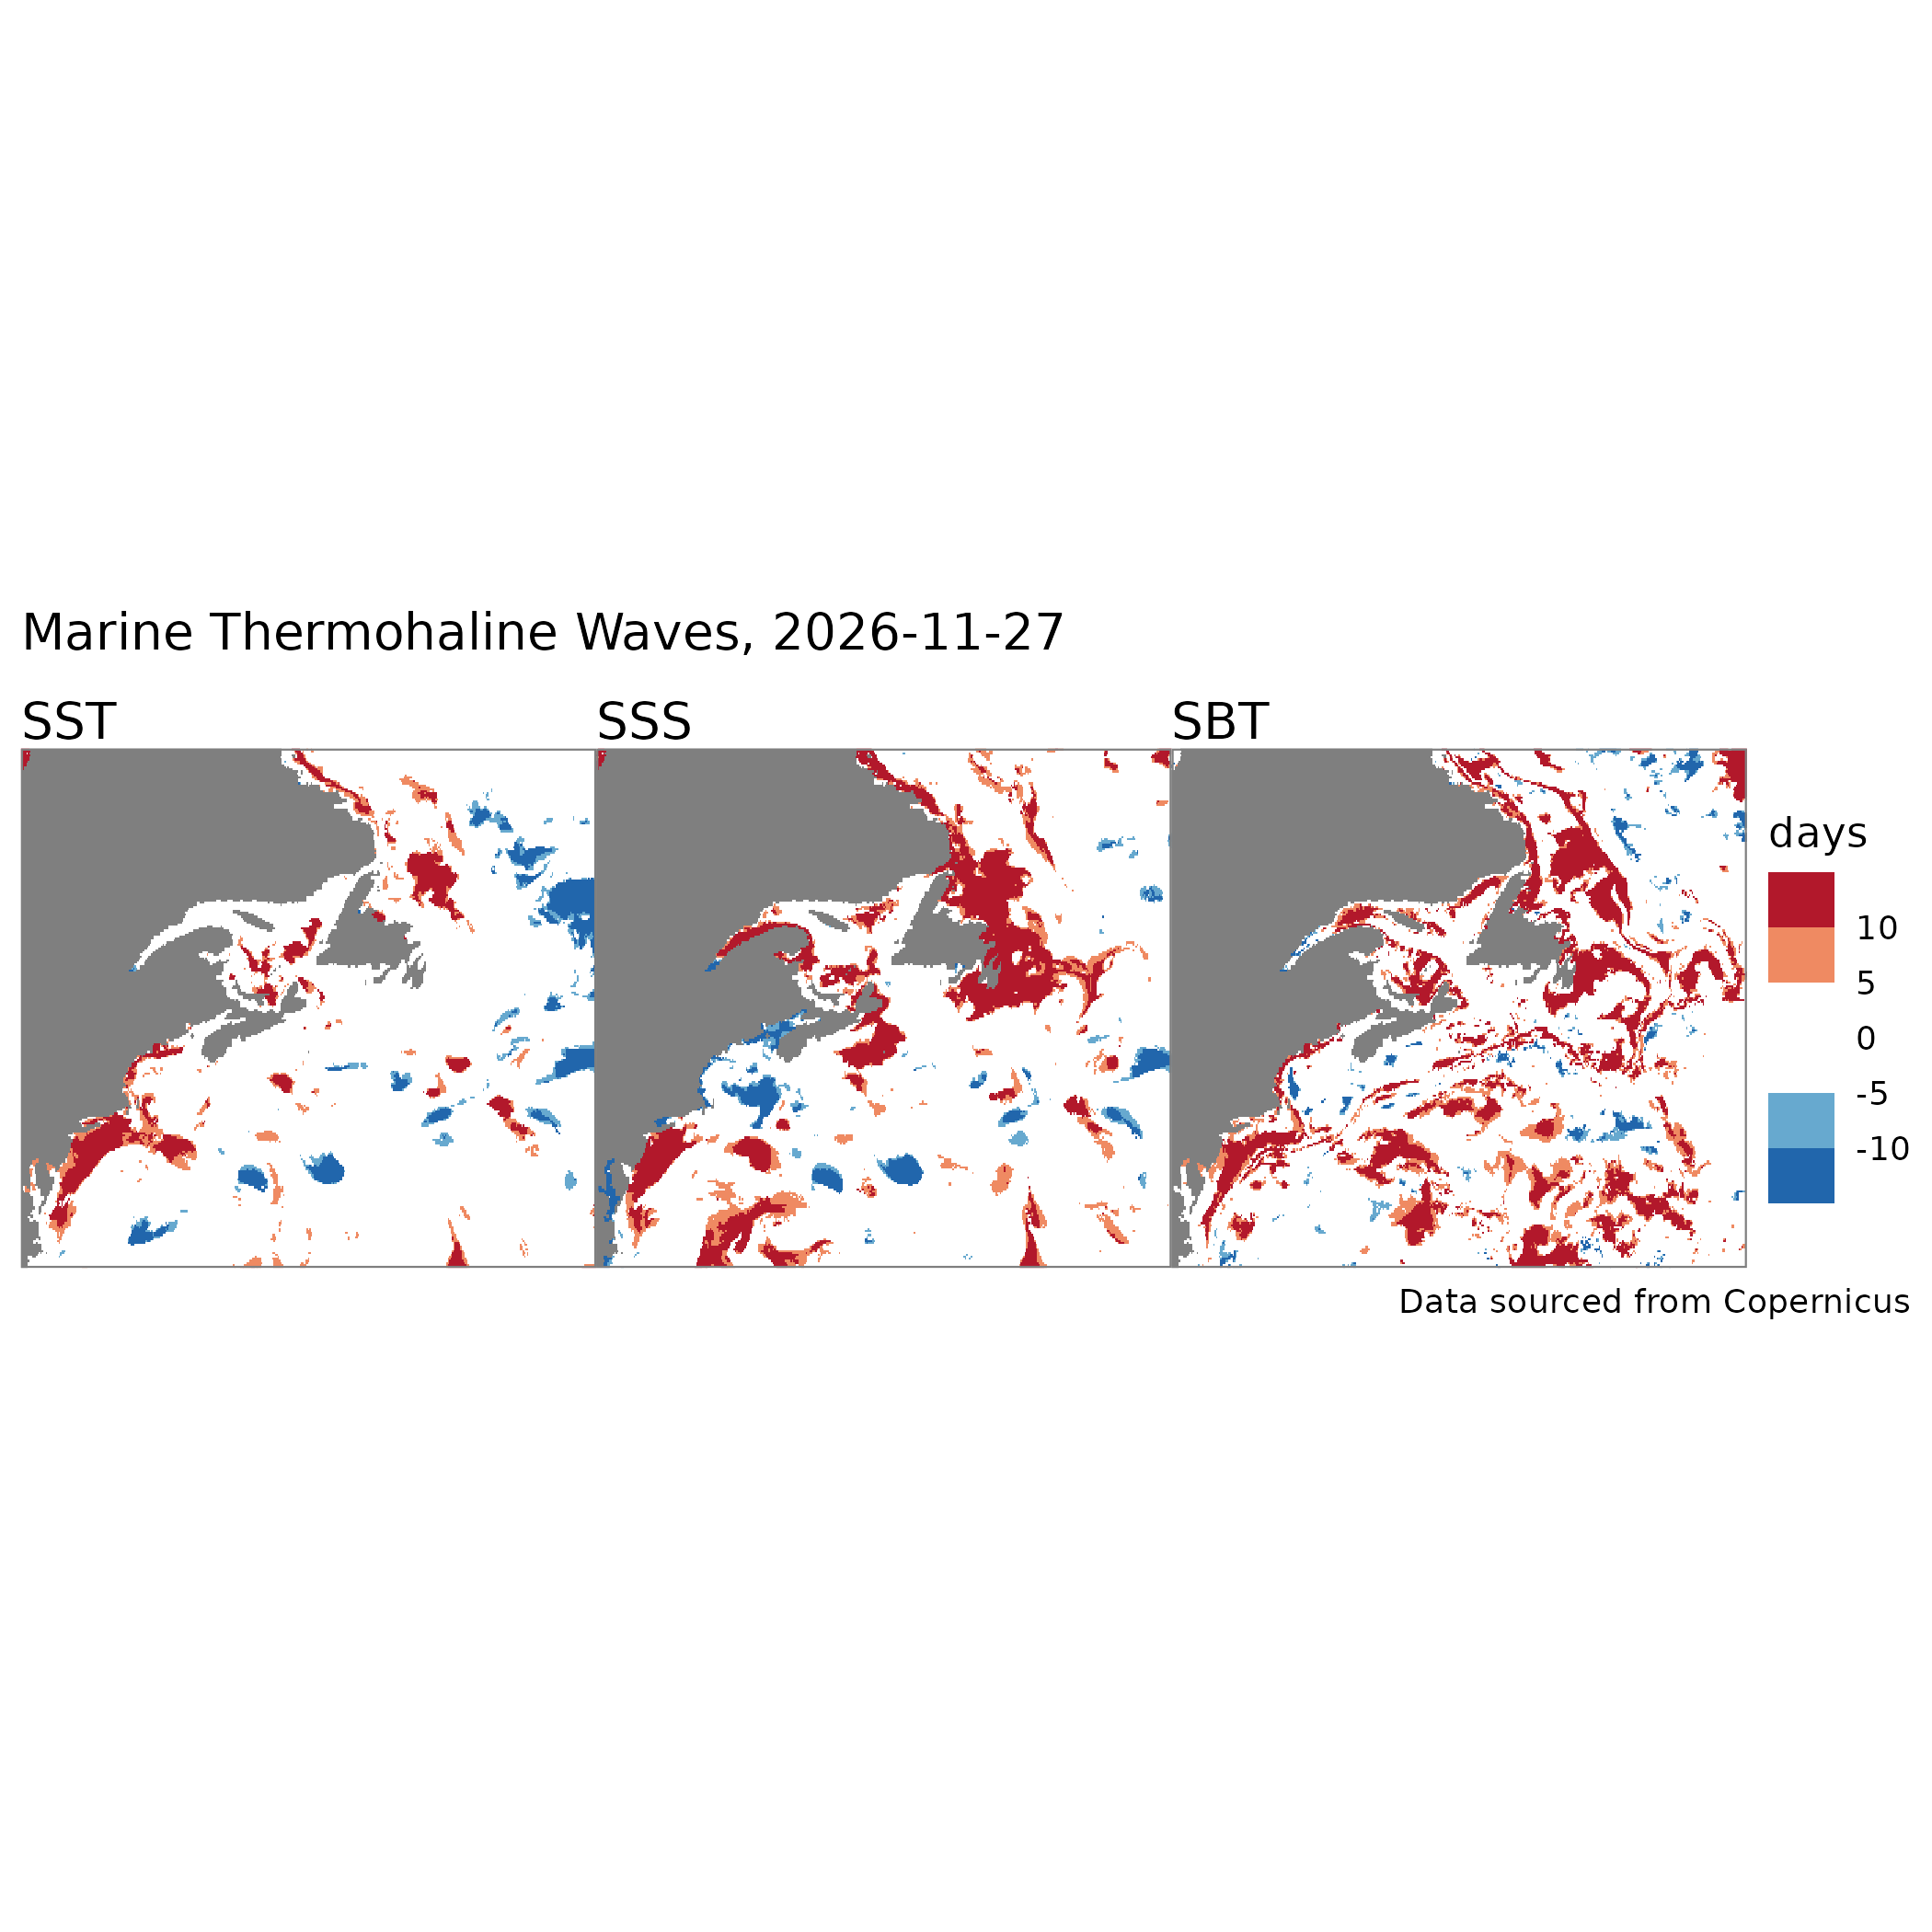 Marine Thermohaline Waves, 2026-11-27
SST
SSS
SBT
days
10
5
0
-5
-10
Data sourced from Copernicus